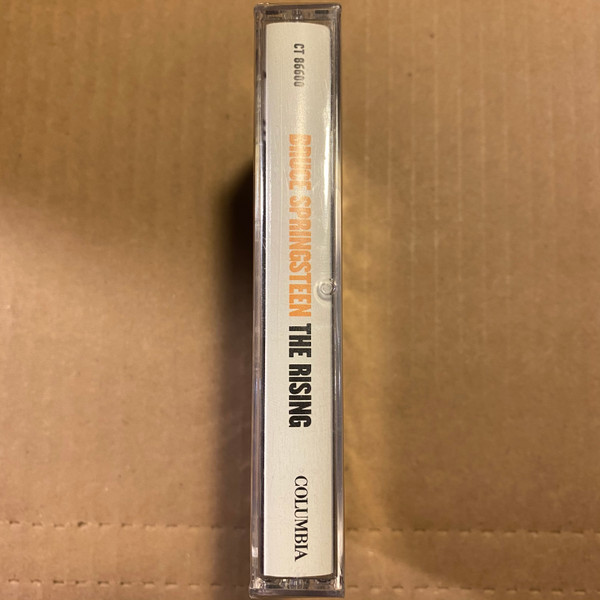 CT 86600
BRUCE SPRINGSTEEN THE RISING
COLUMBIA